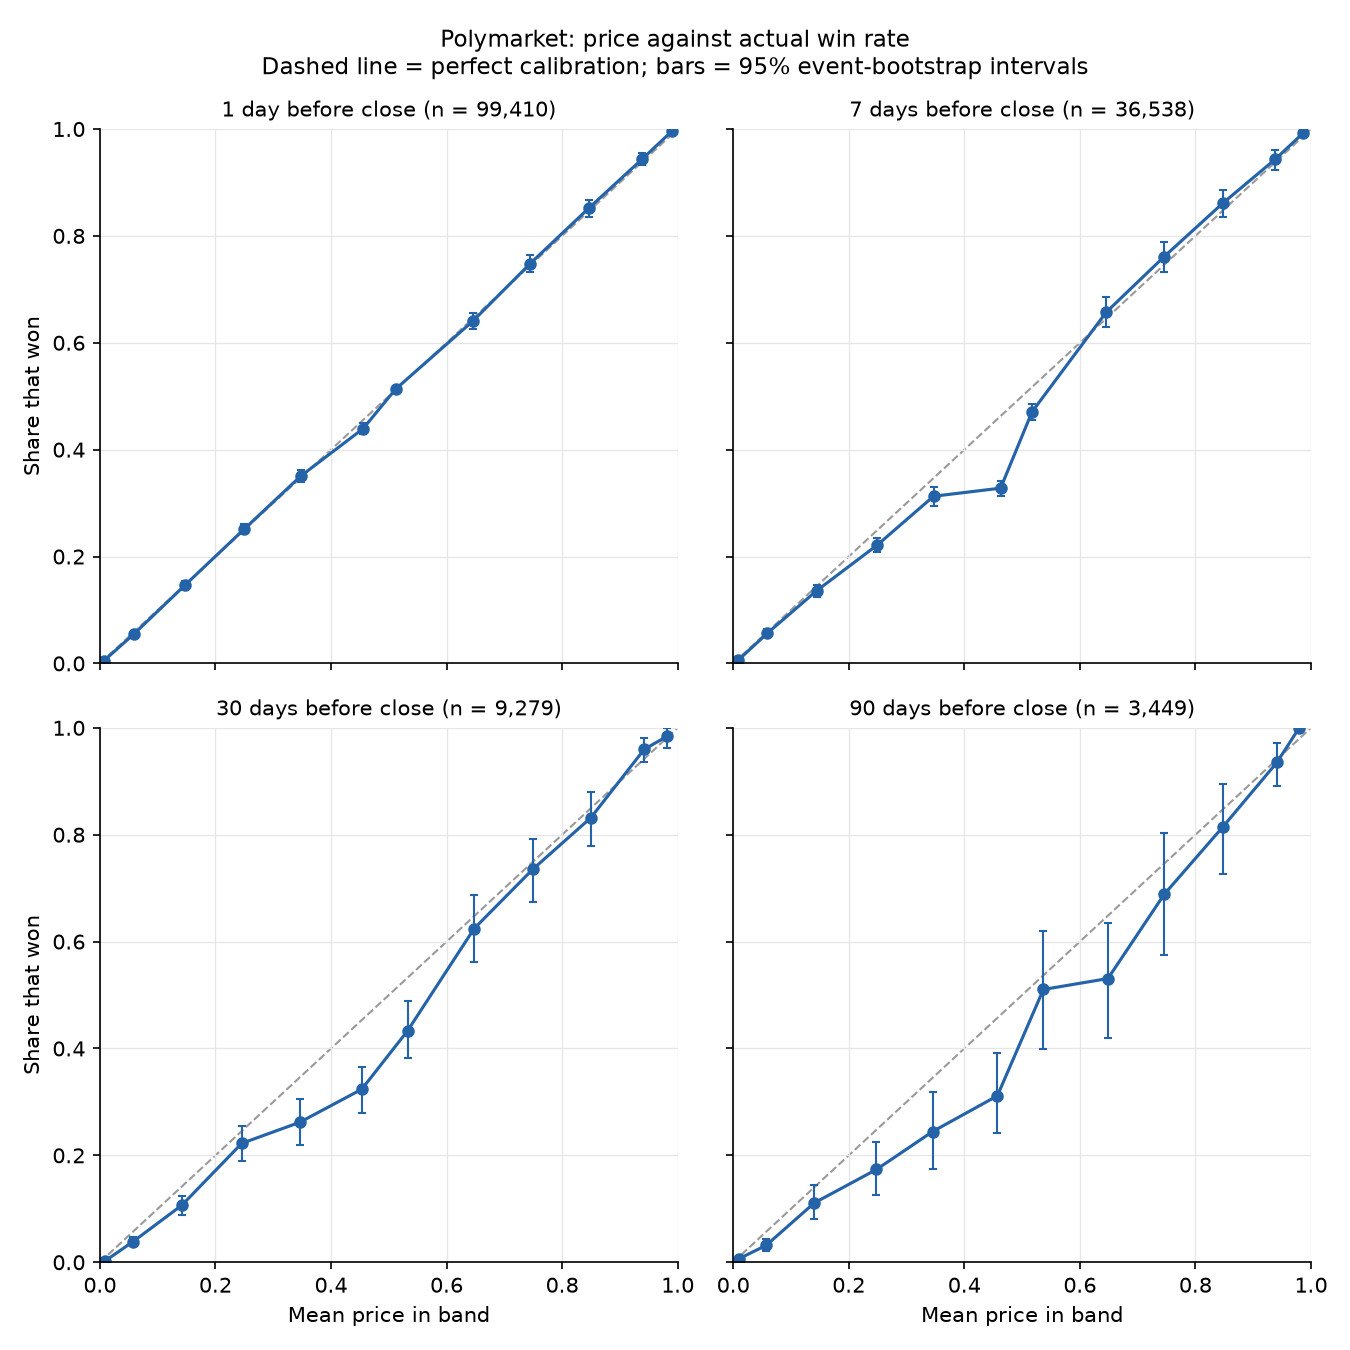 Polymarket: price against actual win rate
Dashed line = perfect calibration; bars = 95% event-bootstrap intervals
1 day before close (n = 99,410)
7 days before close (n = 36,538)
1.0
0.8
0.6
0.4
0.2
0.0
Share that won
30 days before close (n = 9,279)
90 days before close (n = 3,449)
1.0
0.8
0.6
0.4
0.2
0.0
Share that won
0.0 0.2 0.4 0.6 0.8 1.0
0.0 0.2 0.4 0.6 0.8 1.0
Mean price in band
Mean price in band